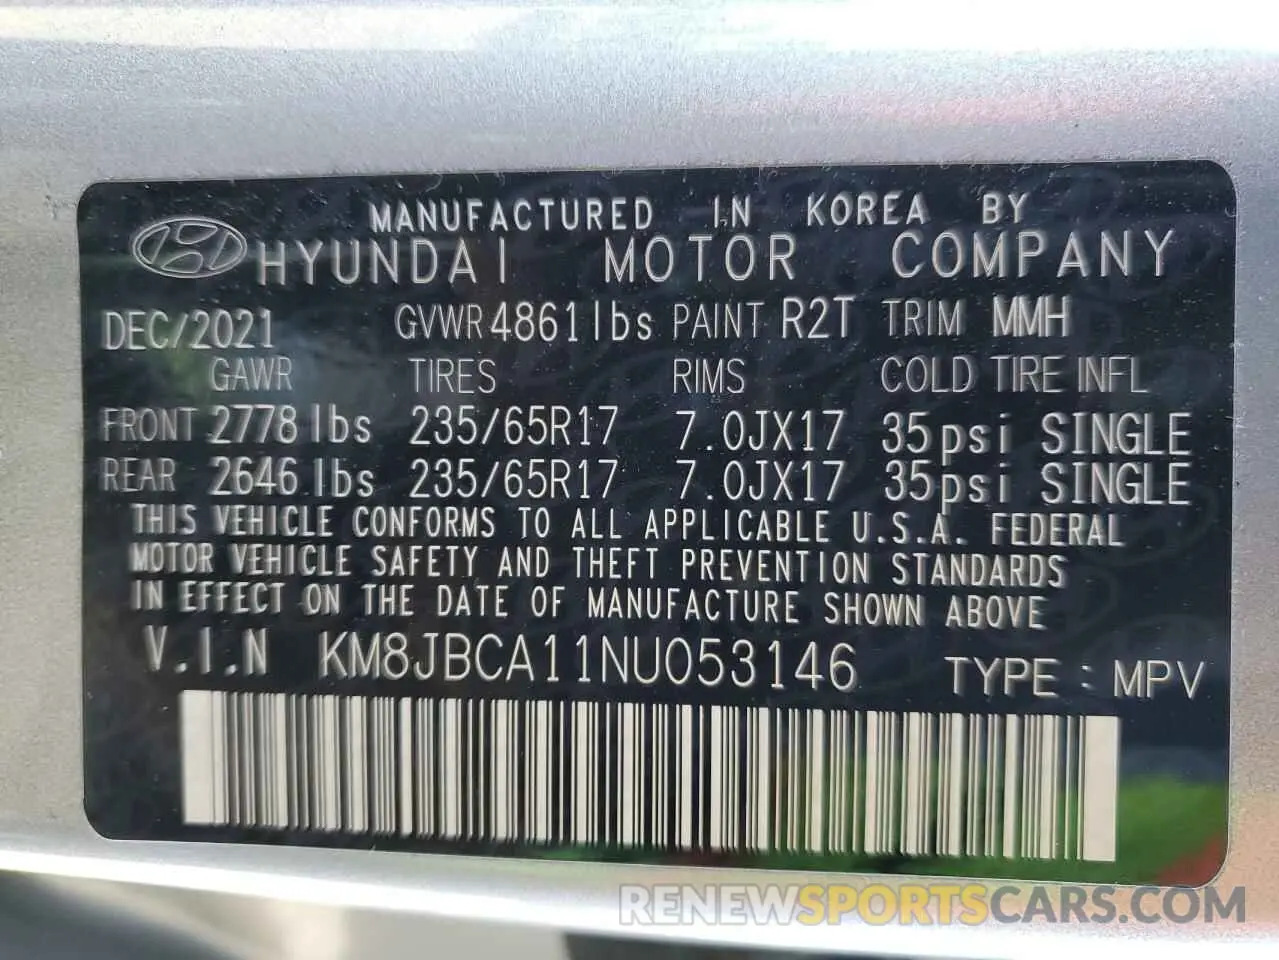 MANUFACTURED IN KOREA BY
HYUNDAI MOTOR COMPANY
DEC/2021 GVWR 4861lbs PAINT R2T TRIM MMH
GAWR TIRES RIMS COLD TIRE INFL
FRONT 2778 lbs 235/65R17 7.0JX17 35psi SINGLE
REAR 2646 lbs 235/65R17 7.0JX17 35psi SINGLE
THIS VEHICLE CONFORMS TO ALL APPLICABLE U.S.A. FEDERAL
MOTOR VEHICLE SAFETY AND THEFT PREVENTION STANDARDS
IN EFFECT ON THE DATE OF MANUFACTURE SHOWN ABOVE
V.I.N KM8JBCA11NU053146 TYPE : MPV
RENEWSPORTSCARS.COM